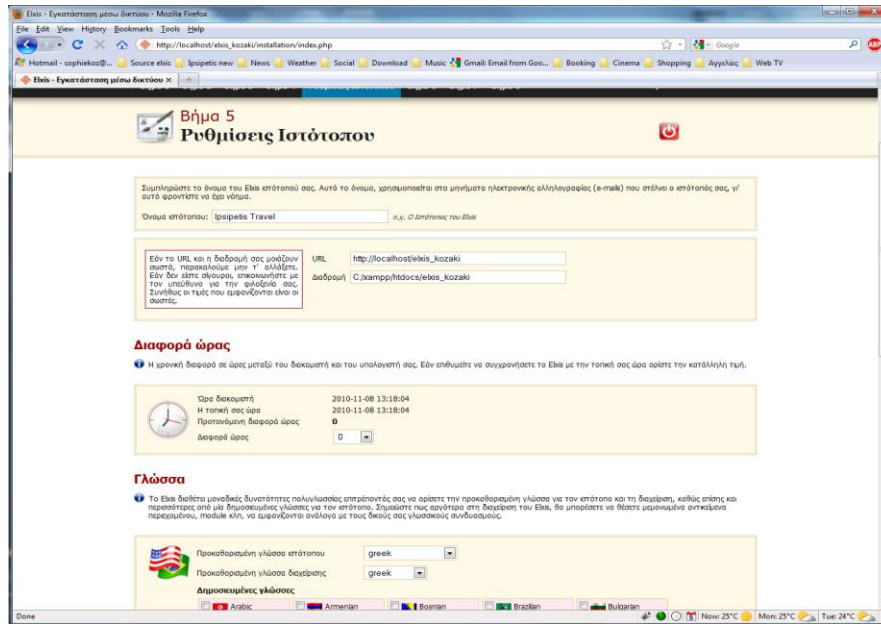 Elxis - Εγκατάσταση μέσω δικτύου - Mozilla Firefox
File Edit View History Bookmarks Tools Help
http://localhost/elxis_kozaki/installation/index.php
Google
Hotmail - sophiekoz@... Source elxis Ipsipetis new News Weather Social Download Music Gmail: Email from Goo... Booking Cinema Shopping Αγγελίες Web TV
Elxis - Εγκατάσταση μέσω δικτύου
Βήμα 5
Ρυθμίσεις Ιστότοπου
Συμπληρώστε το όνομα του Elxis ιστότοπού σας. Αυτό το όνομα, χρησιμοποιείται στα μηνύματα ηλεκτρονικής αλληλογραφίας (e-mails) που στέλνει ο ιστότοπός σας, γι'
αυτό φροντίστε να έχει νόημα.
Όνομα ιστότοπου: Ipsipetis Travel π.χ. Ο Ιστότοπος του Elxis
Εάν το URL και η διαδρομή σας μοιάζουν
σωστά, παρακαλούμε μην τ' αλλάξετε.
Εάν δεν είστε σίγουροι, επικοινωνήστε με
τον υπεύθυνο για την φιλοξενία σας.
Συνήθως οι τιμές που εμφανίζονται είναι οι
σωστές.
URL http://localhost/elxis_kozaki
Διαδρομή C:/xampp/htdocs/elxis_kozaki
Διαφορά ώρας
Η χρονική διαφορά σε ώρες μεταξύ του διακομιστή και του υπολογιστή σας. Εάν επιθυμείτε να συγχρονήσετε το Elxis με την τοπική σας ώρα ορίστε την κατάλληλη τιμή.
Ώρα διακομιστή 2010-11-08 13:18:04
Η τοπική σας ώρα 2010-11-08 13:18:04
Προτεινόμενη διαφορά ώρας 0
Διαφορά ώρας 0
Γλώσσα
Το Elxis διαθέτει μοναδικές δυνατότητες πολυγλωσσίας επιτρέποντάς σας να ορίσετε την προκαθορισμένη γλώσσα για τον ιστότοπο και τη διαχείριση, καθώς επίσης και
περισσότερες από μία δημοσιευμένες γλώσσες για τον ιστότοπο. Σημειώστε πως αργότερα στη διαχείριση του Elxis, θα μπορέσετε να θέσετε μεμονωμένα αντικείμενα
περιεχομένου, module κλπ, να εμφανίζονται ανάλογα με τους δικούς σας γλωσσικούς συνδυασμούς.
Προκαθορισμένη γλώσσα ιστότοπου greek
Προκαθορισμένη γλώσσα διαχείρισης greek
Δημοσιευμένες γλώσσες
Arabic Armenian Bosnian Brazilian Bulgarian
Done Now: 25°C Mon: 25°C Tue: 24°C